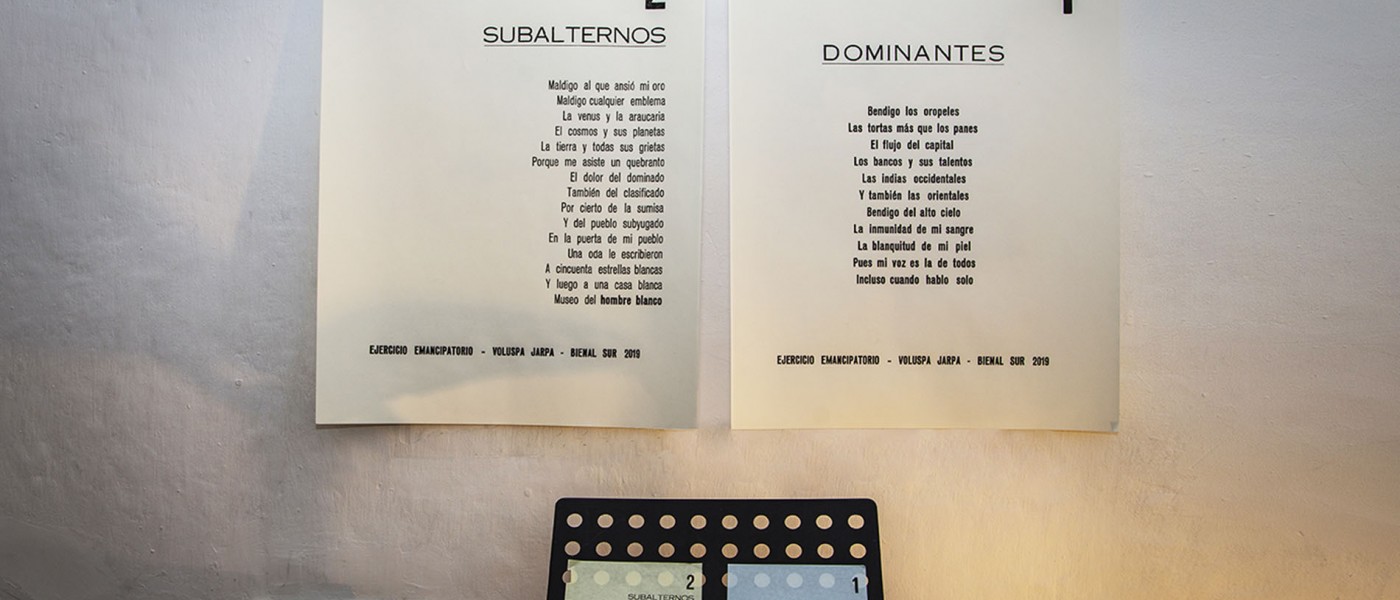 2
SUBALTERNOS
Maldigo al que ansió mi oro
Maldigo cualquier emblema
La venus y la araucaria
El cosmos y sus planetas
La tierra y todas sus grietas
Porque me asiste un quebranto
El dolor del dominado
También del clasificado
Por cierto de la sumisa
Y del pueblo subyugado
En la puerta de mi pueblo
Una oda le escribieron
A cincuenta estrellas blancas
Y luego a una casa blanca
Museo del hombre blanco
EJERCICIO EMANCIPATORIO - VOLUSPA JARPA - BIENAL SUR 2019
1
DOMINANTES
Bendigo los oropeles
Las tortas más que los panes
El flujo del capital
Los bancos y sus talentos
Las indias occidentales
Y también las orientales
Bendigo del alto cielo
La inmunidad de mi sangre
La blanquitud de mi piel
Pues mi voz es la de todos
Incluso cuando hablo solo
EJERCICIO EMANCIPATORIO - VOLUSPA JARPA - BIENAL SUR 2019
2
SUBALTERNOS
1